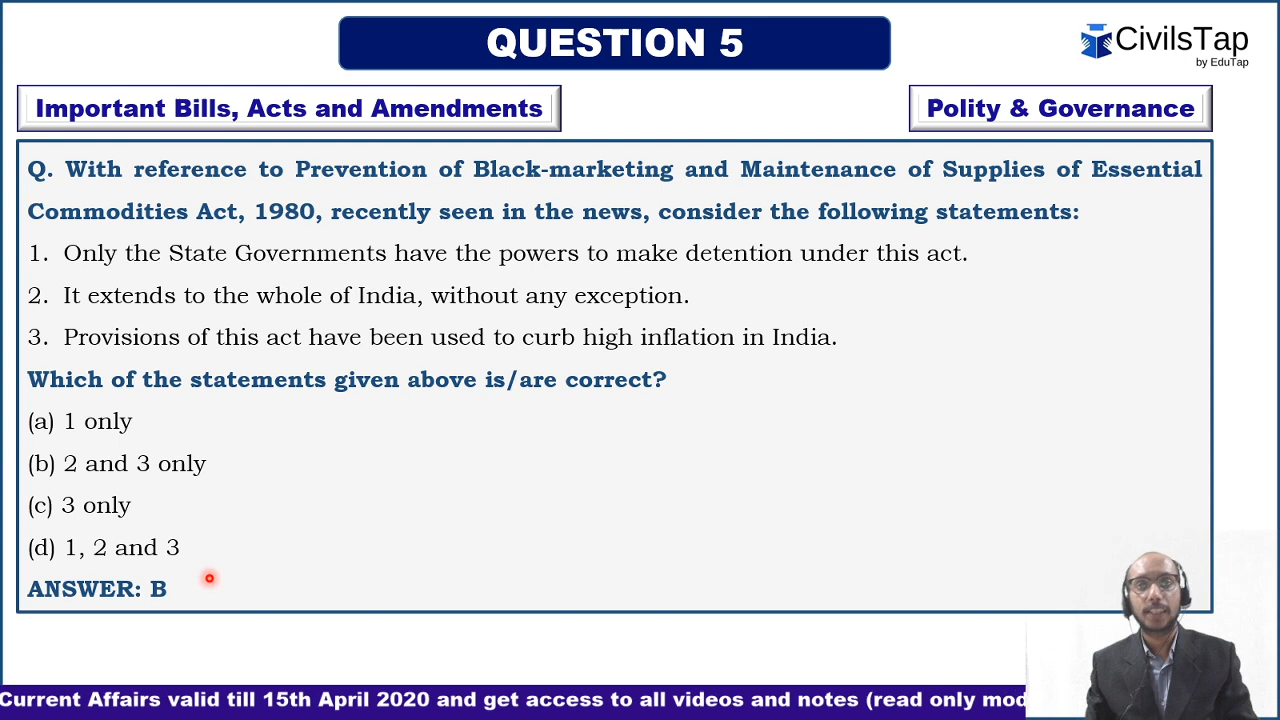 QUESTION 5
CivilsTap
by EduTap
Important Bills, Acts and Amendments
Polity & Governance
Q. With reference to Prevention of Black-marketing and Maintenance of Supplies of Essential
Commodities Act, 1980, recently seen in the news, consider the following statements:
1. Only the State Governments have the powers to make detention under this act.
2. It extends to the whole of India, without any exception.
3. Provisions of this act have been used to curb high inflation in India.
Which of the statements given above is/are correct?
(a) 1 only
(b) 2 and 3 only
(c) 3 only
(d) 1, 2 and 3
ANSWER: B
Current Affairs valid till 15th April 2020 and get access to all videos and notes (read only mod